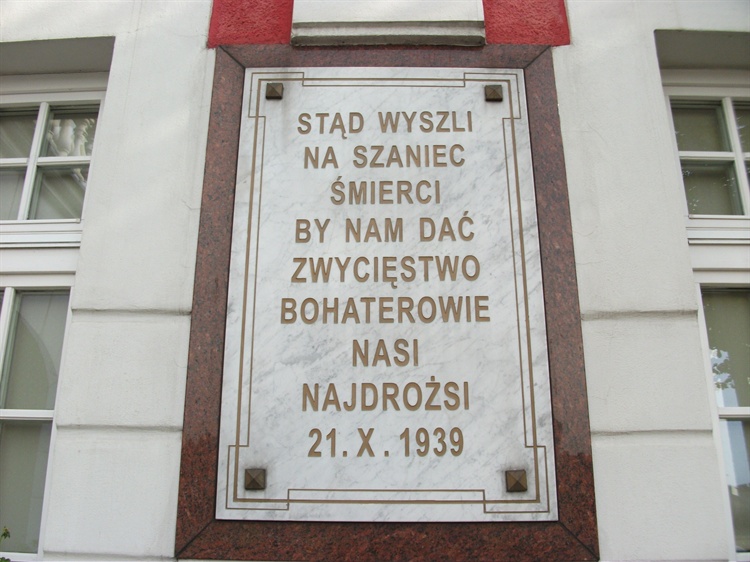 STĄD WYSZLI
NA SZANIEC
ŚMIERCI
BY NAM DAĆ
ZWYCIĘSTWO
BOHATEROWIE
NASI
NAJDROŻSI
21. X. 1939